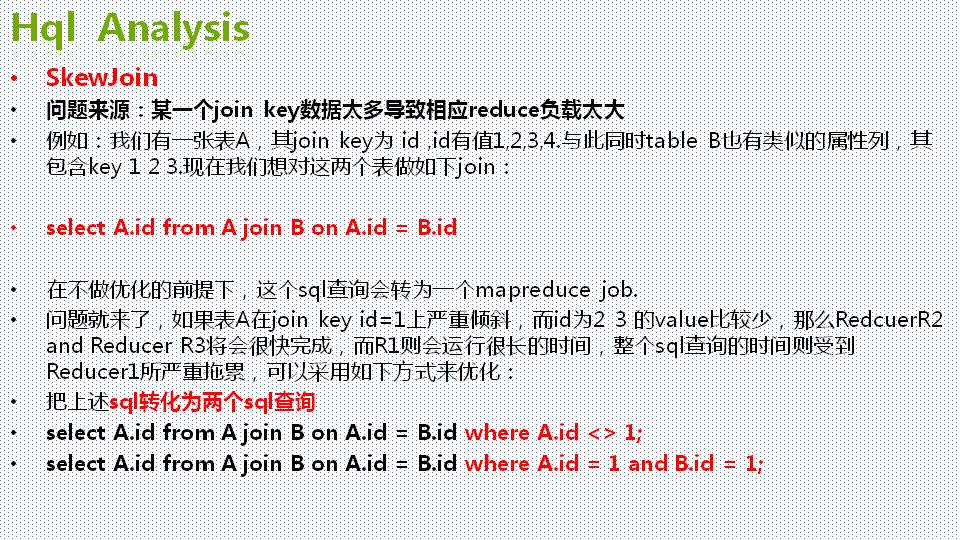 Hql Analysis
• SkewJoin
• 问题来源：某一个join key数据太多导致相应reduce负载太大
• 例如：我们有一张表A，其join key为 id ,id有值1,2,3,4.与此同时table B也有类似的属性列，其
包含key 1 2 3.现在我们想对这两个表做如下join：
• select A.id from A join B on A.id = B.id
• 在不做优化的前提下，这个sql查询会转为一个mapreduce job.
• 问题就来了，如果表A在join key id=1上严重倾斜，而id为2 3 的value比较少，那么RedcuerR2
and Reducer R3将会很快完成，而R1则会运行很长的时间，整个sql查询的时间则受到
Reducer1所严重拖累，可以采用如下方式来优化：
• 把上述sql转化为两个sql查询
• select A.id from A join B on A.id = B.id where A.id <> 1;
• select A.id from A join B on A.id = B.id where A.id = 1 and B.id = 1;